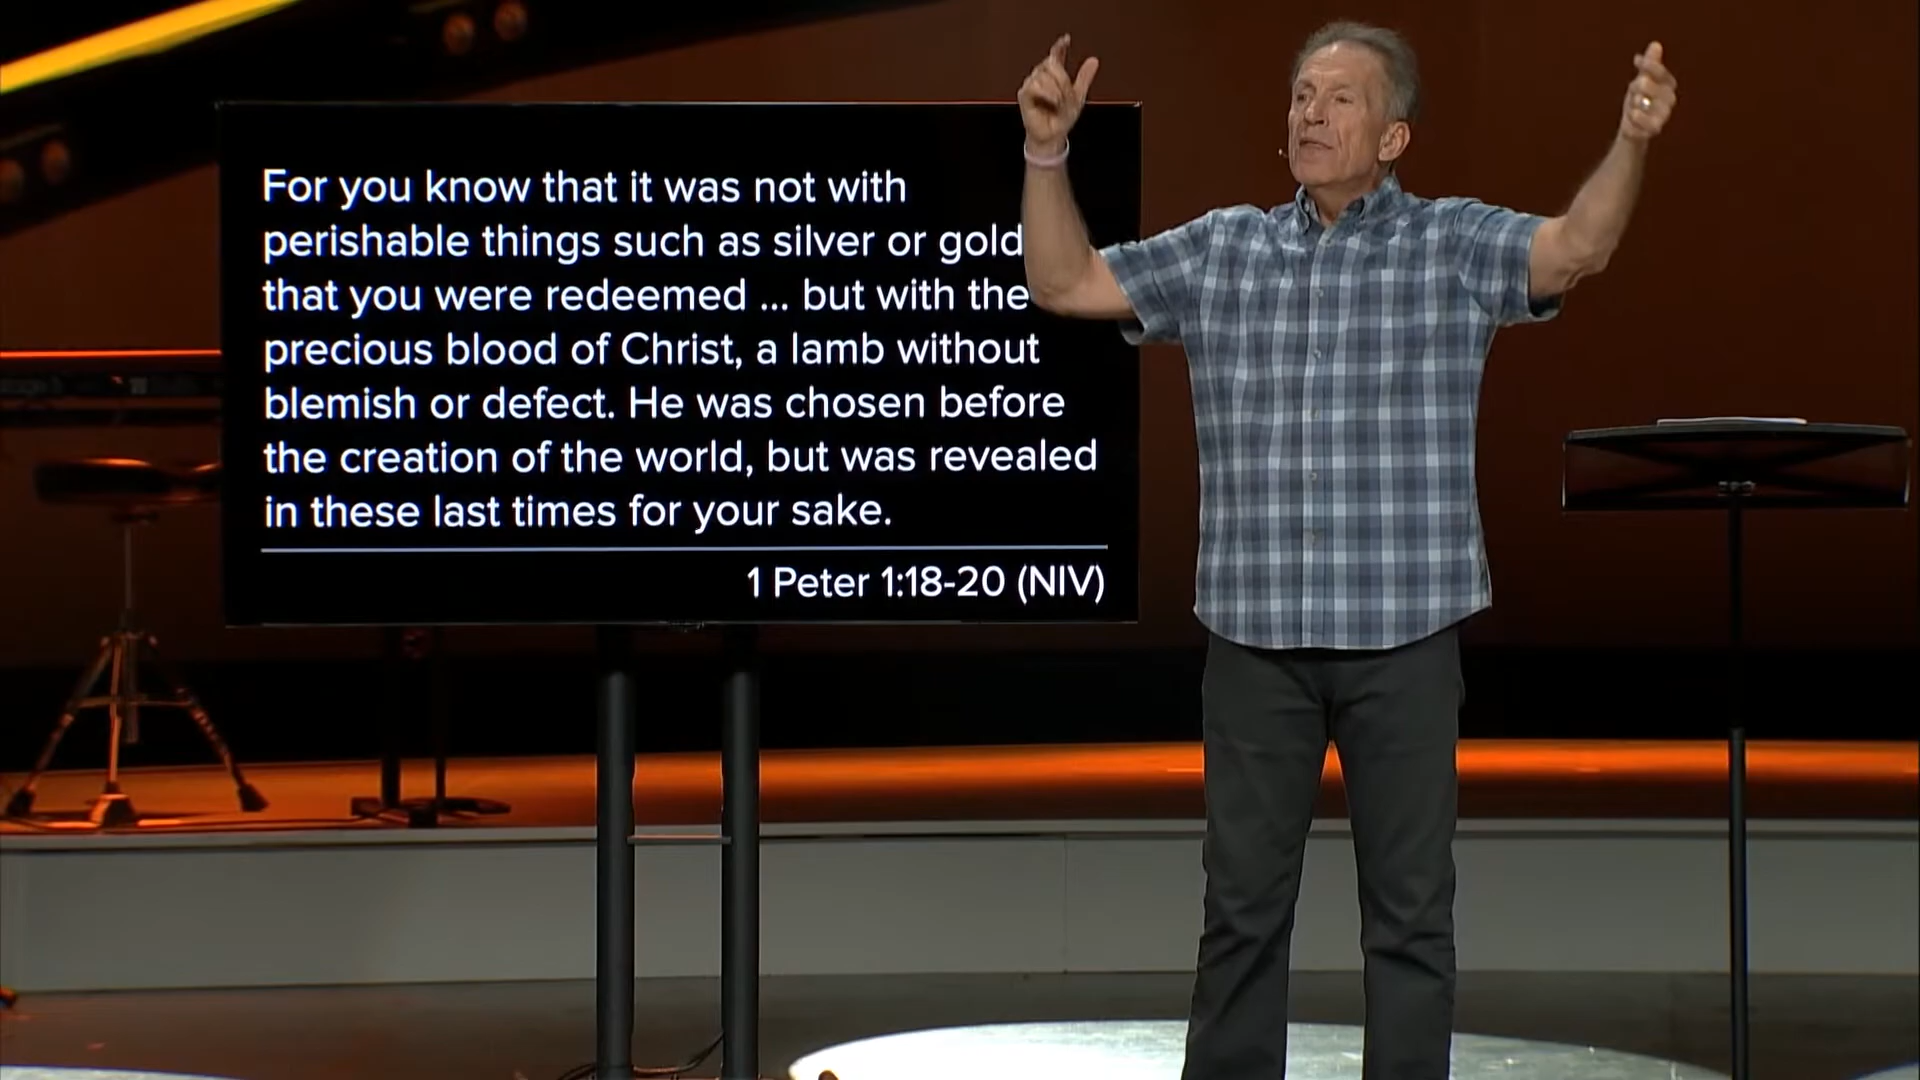 For you know that it was not with
perishable things such as silver or gold
that you were redeemed ... but with the
precious blood of Christ, a lamb without
blemish or defect. He was chosen before
the creation of the world, but was revealed
in these last times for your sake.
1 Peter 1:18-20 (NIV)